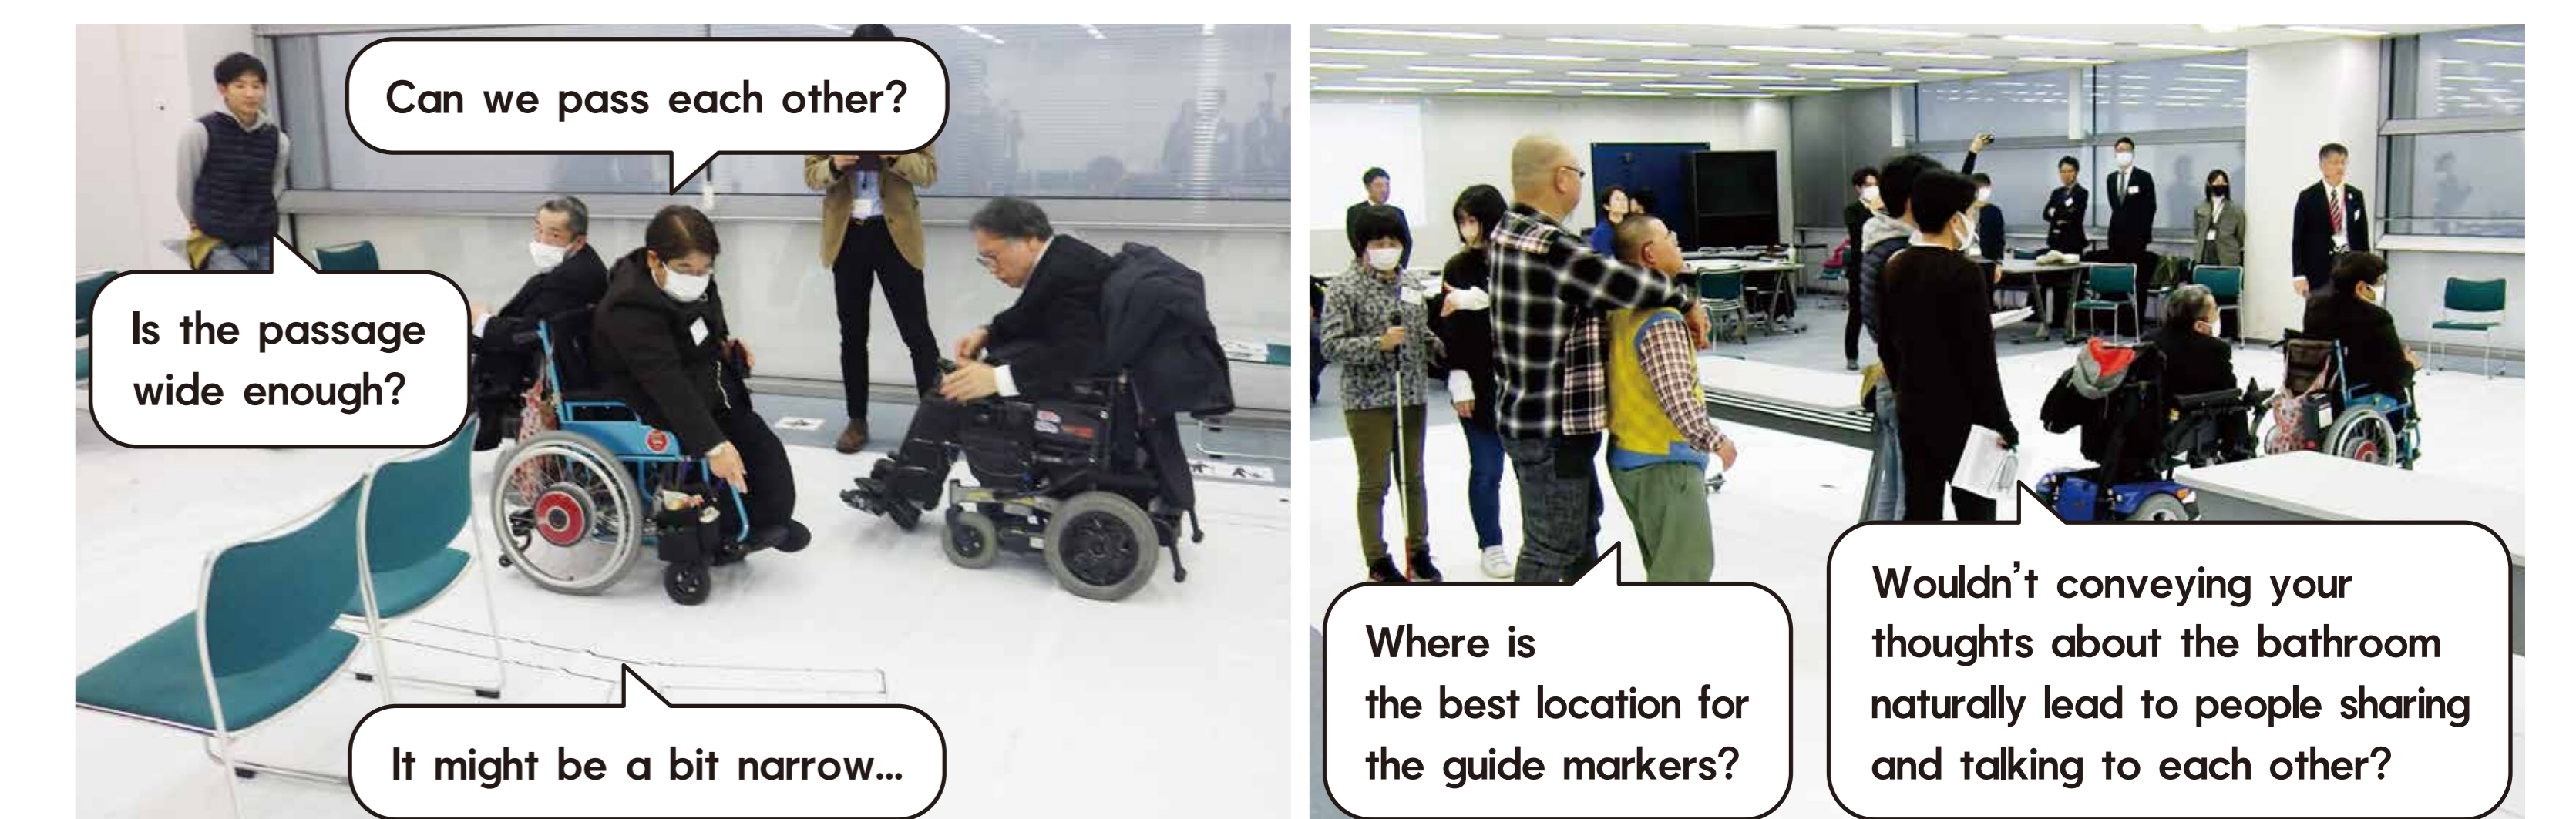 Can we pass each other?
Is the passage
wide enough?
It might be a bit narrow...
Where is
the best location for
the guide markers?
Wouldn't conveying your
thoughts about the bathroom
naturally lead to people sharing
and talking to each other?